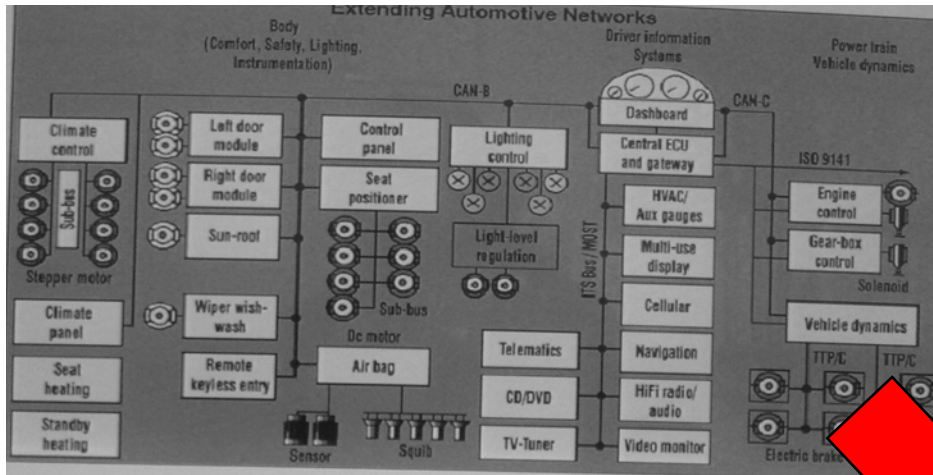 Extending Automotive Networks
Body
(Comfort, Safety, Lighting,
Instrumentation)
Driver information
Systems
Power train
Vehicle dynamics
CAN-B
CAN-C
Climate
control
Left door
module
Control
panel
Lighting
control
Dashboard
Central ECU
and gateway
ISO 9141
Sub-bus
Right door
module
Seat
positioner
HVAC/
Aux gauges
Engine
control
Sun-roof
Light-level
regulation
ITS Bus / MOST
Multi-use
display
Gear-box
control
Stepper motor
Solenoid
Climate
panel
Wiper wish-
wash
Sub-bus
Cellular
Vehicle dynamics
Dc motor
Seat
heating
Remote
keyless entry
Air bag
Telematics
Navigation
TTP/C
TTP/C
CD/DVD
HiFi radio/
audio
Standby
heating
Sensor
Squib
TV-Tuner
Video monitor
Electric brake